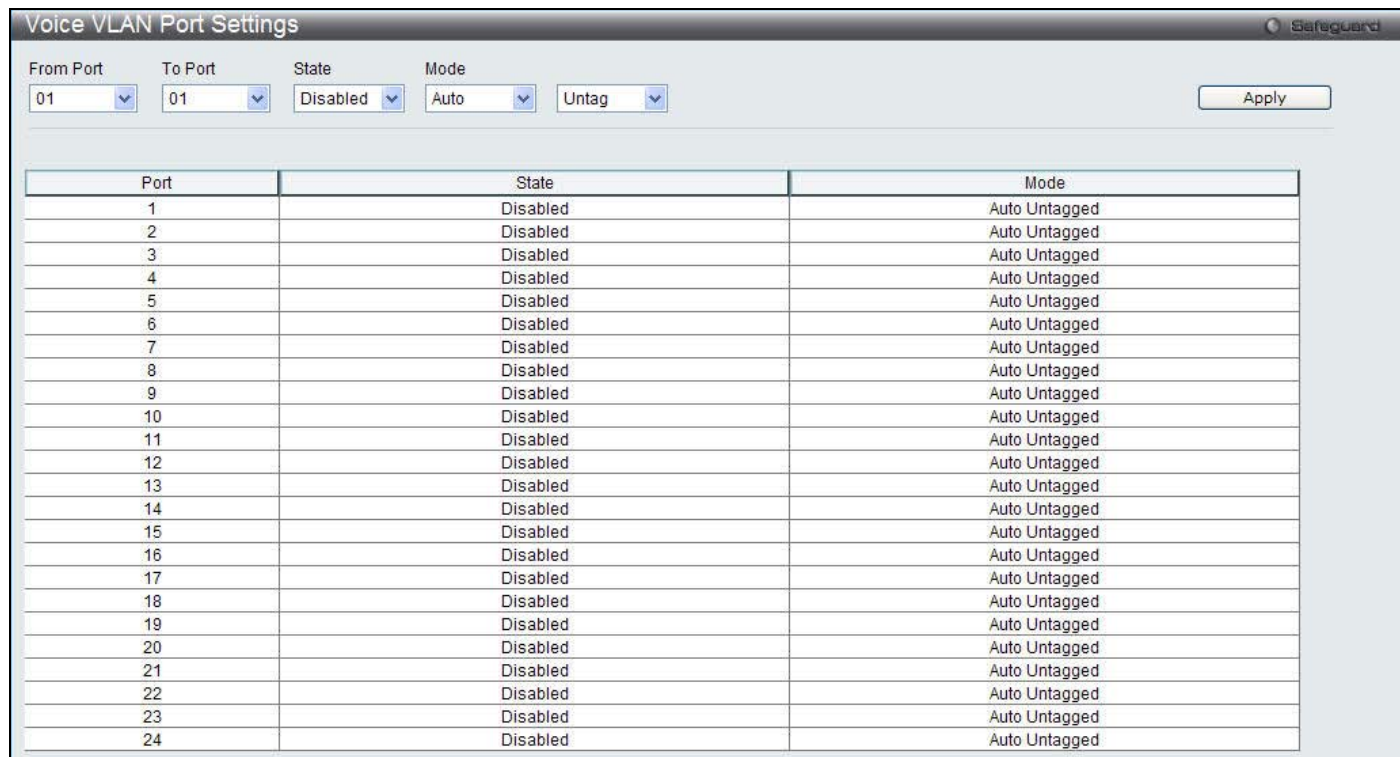 Voice VLAN Port Settings
Safeguard
From Port To Port State Mode
01 01 Disabled Auto Untag Apply
Port State Mode
1 Disabled Auto Untagged
2 Disabled Auto Untagged
3 Disabled Auto Untagged
4 Disabled Auto Untagged
5 Disabled Auto Untagged
6 Disabled Auto Untagged
7 Disabled Auto Untagged
8 Disabled Auto Untagged
9 Disabled Auto Untagged
10 Disabled Auto Untagged
11 Disabled Auto Untagged
12 Disabled Auto Untagged
13 Disabled Auto Untagged
14 Disabled Auto Untagged
15 Disabled Auto Untagged
16 Disabled Auto Untagged
17 Disabled Auto Untagged
18 Disabled Auto Untagged
19 Disabled Auto Untagged
20 Disabled Auto Untagged
21 Disabled Auto Untagged
22 Disabled Auto Untagged
23 Disabled Auto Untagged
24 Disabled Auto Untagged